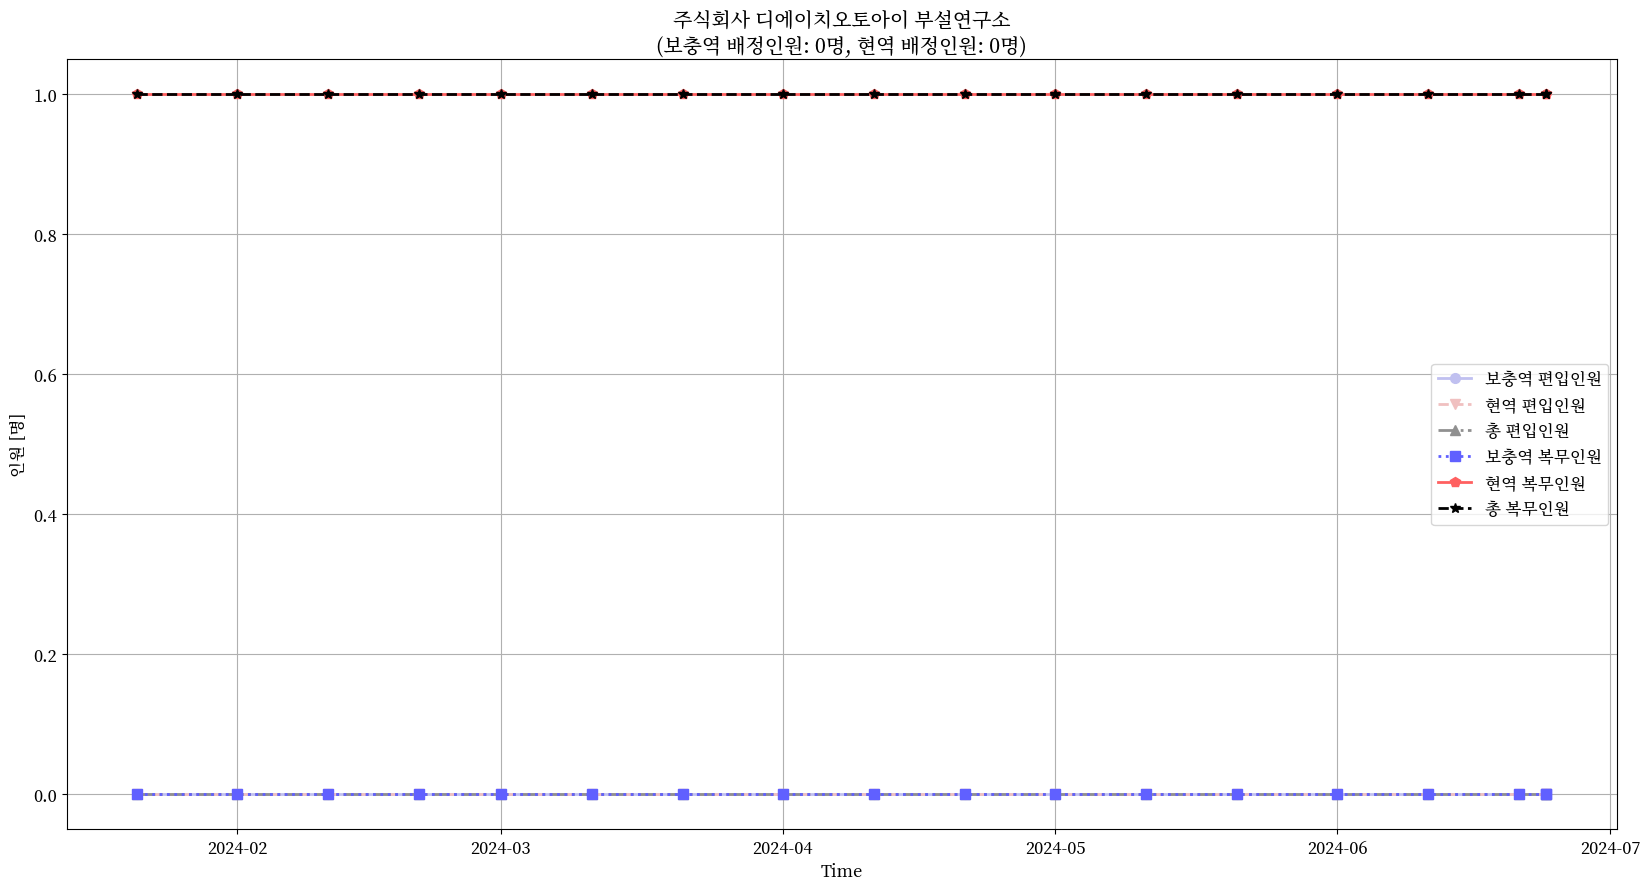 주식회사 디에이치오토아이 부설연구소
(보충역 배정인원: 0명, 현역 배정인원: 0명)
인원 [명]
1.0
0.8
0.6
0.4
0.2
0.0
보충역 편입인원
현역 편입인원
총 편입인원
보충역 복무인원
현역 복무인원
총 복무인원
2024-02
2024-03
2024-04
2024-05
2024-06
2024-07
Time